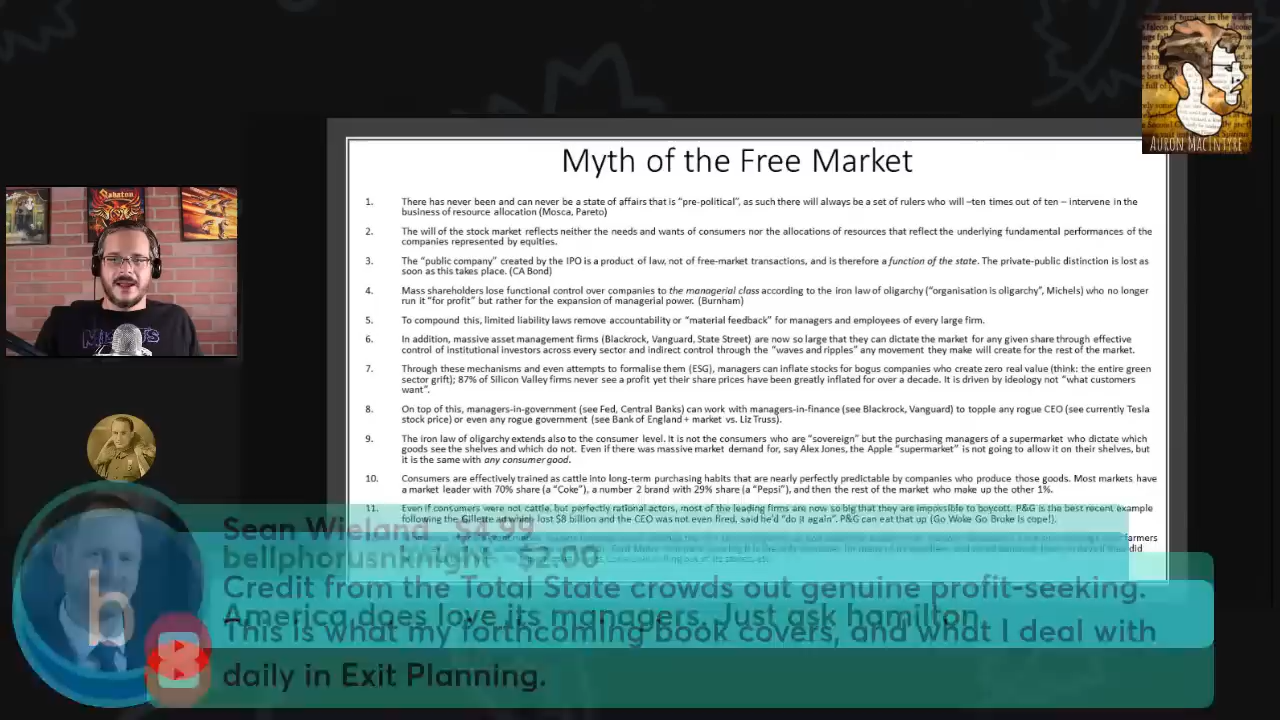 AURON MACINTYRE
Sabaton
Myth of the Free Market
1. There has never been and can never be a state of affairs that is "pre-political", as such there will always be a set of rulers who will –ten times out of ten – intervene in the
business of resource allocation (Mosca, Pareto)
2. The will of the stock market reflects neither the needs and wants of consumers nor the allocations of resources that reflect the underlying fundamental performances of the
companies represented by equities.
3. The "public company" created by the IPO is a product of law, not of free-market transactions, and is therefore a function of the state. The private-public distinction is lost as
soon as this takes place. (CA Bond)
4. Mass shareholders lose functional control over companies to the managerial class according to the iron law of oligarchy ("organisation is oligarchy", Michels) who no longer
run it "for profit" but rather for the expansion of managerial power. (Burnham)
5. To compound this, limited liability laws remove accountability or "material feedback" for managers and employees of every large firm.
6. In addition, massive asset management firms (Blackrock, Vanguard, State Street) are now so large that they can dictate the market for any given share through effective
control of institutional investors across every sector and indirect control through the "waves and ripples" any movement they make will create for the rest of the market.
7. Through these mechanisms and even attempts to formalise them (ESG), managers can inflate stocks for bogus companies who create zero real value (think: the entire green
sector grift); 87% of Silicon Valley firms never see a profit yet their share prices have been greatly inflated for over a decade. It is driven by ideology not "what customers
want".
8. On top of this, managers-in-government (see Fed, Central Banks) can work with managers-in-finance (see Blackrock, Vanguard) to topple any rogue CEO (see currently Tesla
stock price) or even any rogue government (see Bank of England + market vs. Liz Truss).
9. The iron law of oligarchy extends also to the consumer level. It is not the consumers who are "sovereign" but the purchasing managers of a supermarket who dictate which
goods see the shelves and which do not. Even if there was massive market demand for, say Alex Jones, the Apple "supermarket" is not going to allow it on their shelves, but
it is the same with any consumer good.
10. Consumers are effectively trained as cattle into long-term purchasing habits that are nearly perfectly predictable by companies who produce those goods. Most markets have
a market leader with 70% share (a "Coke"), a number 2 brand with 29% share (a "Pepsi"), and then the rest of the market who make up the other 1%.
11. Even if consumers were not cattle, but perfectly rational actors, most of the leading firms are now so big that they are impossible to boycott. P&G is the best recent example
following the Gillette ad which lost $8 billion and the CEO was not even fired, said he'd "do it again". P&G can eat that up (Go Woke Go Broke is cope!).
farmers
did
Sean Wieland $4.99
bellphorusnknight $2.00
Credit from the Total State crowds out genuine profit-seeking.
America does love its managers. Just ask hamilton
This is what my forthcoming book covers, and what I deal with
daily in Exit Planning.
b